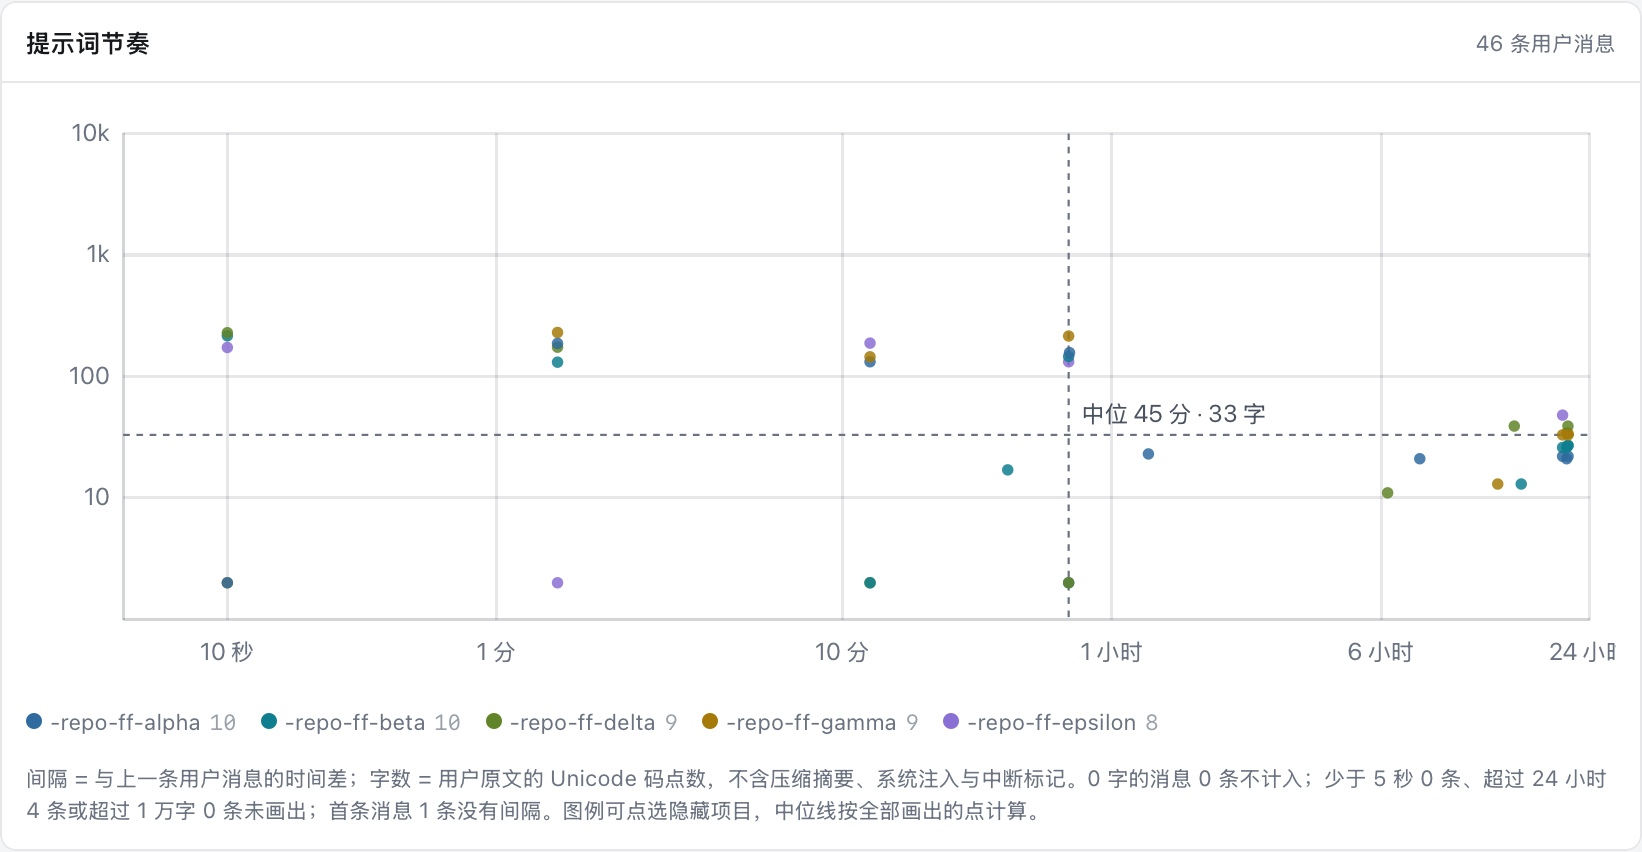 提示词节奏
46 条用户消息
10k
1k
100
10
中位 45 分 · 33 字
10 秒
1 分
10 分
1 小时
6 小时
24 小
-repo-ff-alpha 10
-repo-ff-beta 10
-repo-ff-delta 9
-repo-ff-gamma 9
-repo-ff-epsilon 8
间隔 = 与上一条用户消息的时间差；字数 = 用户原文的 Unicode 码点数，不含压缩摘要、系统注入与中断标记。0 字的消息 0 条不计入；少于 5 秒 0 条、超过 24 小时
4 条或超过 1 万字 0 条未画出；首条消息 1 条没有间隔。图例可点选隐藏项目，中位线按全部画出的点计算。